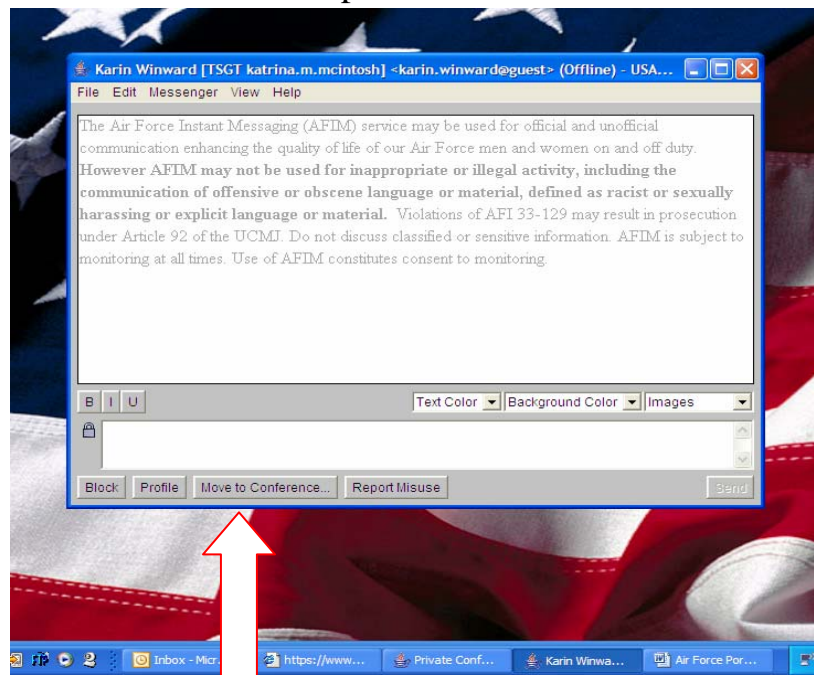 Karin Winward [TSGT katrina.m.mcintosh] <karin.winward@guest> (Offline) - USA...
File Edit Messenger View Help
The Air Force Instant Messaging (AFIM) service may be used for official and unofficial
communication enhancing the quality of life of our Air Force men and women on and off duty.
However AFIM may not be used for inappropriate or illegal activity, including the
communication of offensive or obscene language or material, defined as racist or sexually
harassing or explicit language or material. Violations of AFI 33-129 may result in prosecution
under Article 92 of the UCMJ. Do not discuss classified or sensitive information. AFIM is subject to
monitoring at all times. Use of AFIM constitutes consent to monitoring.
B I U Text Color Background Color Images
Block Profile Move to Conference... Report Misuse Send
Inbox - Micr https://www... Private Conf... Karin Winwa... Air Force Por...